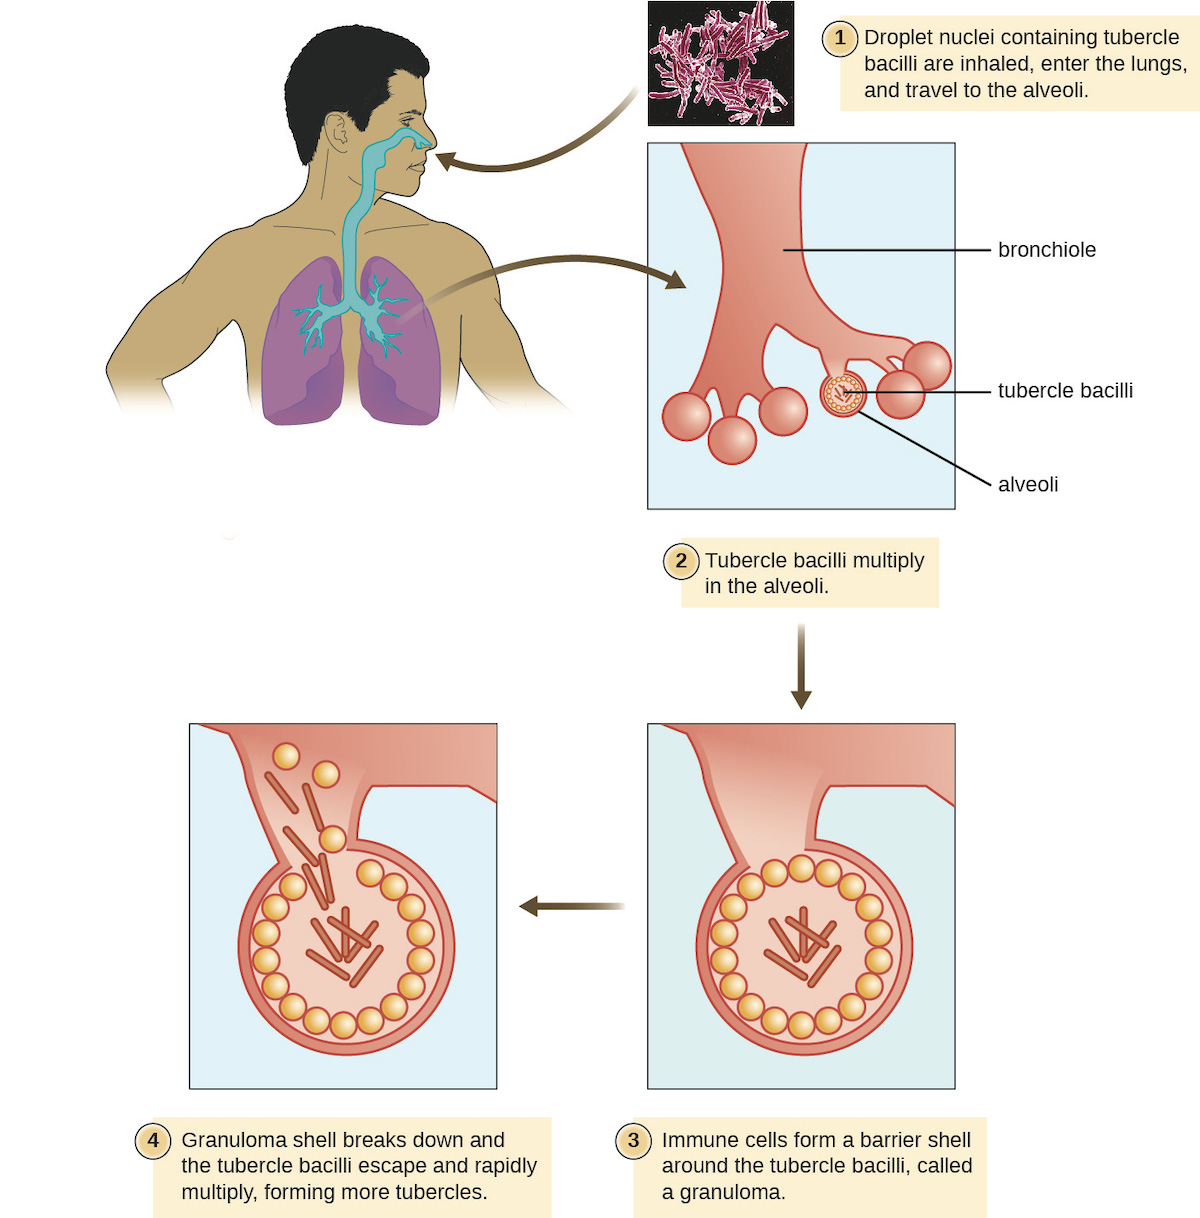 1 Droplet nuclei containing tubercle
bacilli are inhaled, enter the lungs,
and travel to the alveoli.
bronchiole
tubercle bacilli
alveoli
2 Tubercle bacilli multiply
in the alveoli.
3 Immune cells form a barrier shell
around the tubercle bacilli, called
a granuloma.
4 Granuloma shell breaks down and
the tubercle bacilli escape and rapidly
multiply, forming more tubercles.